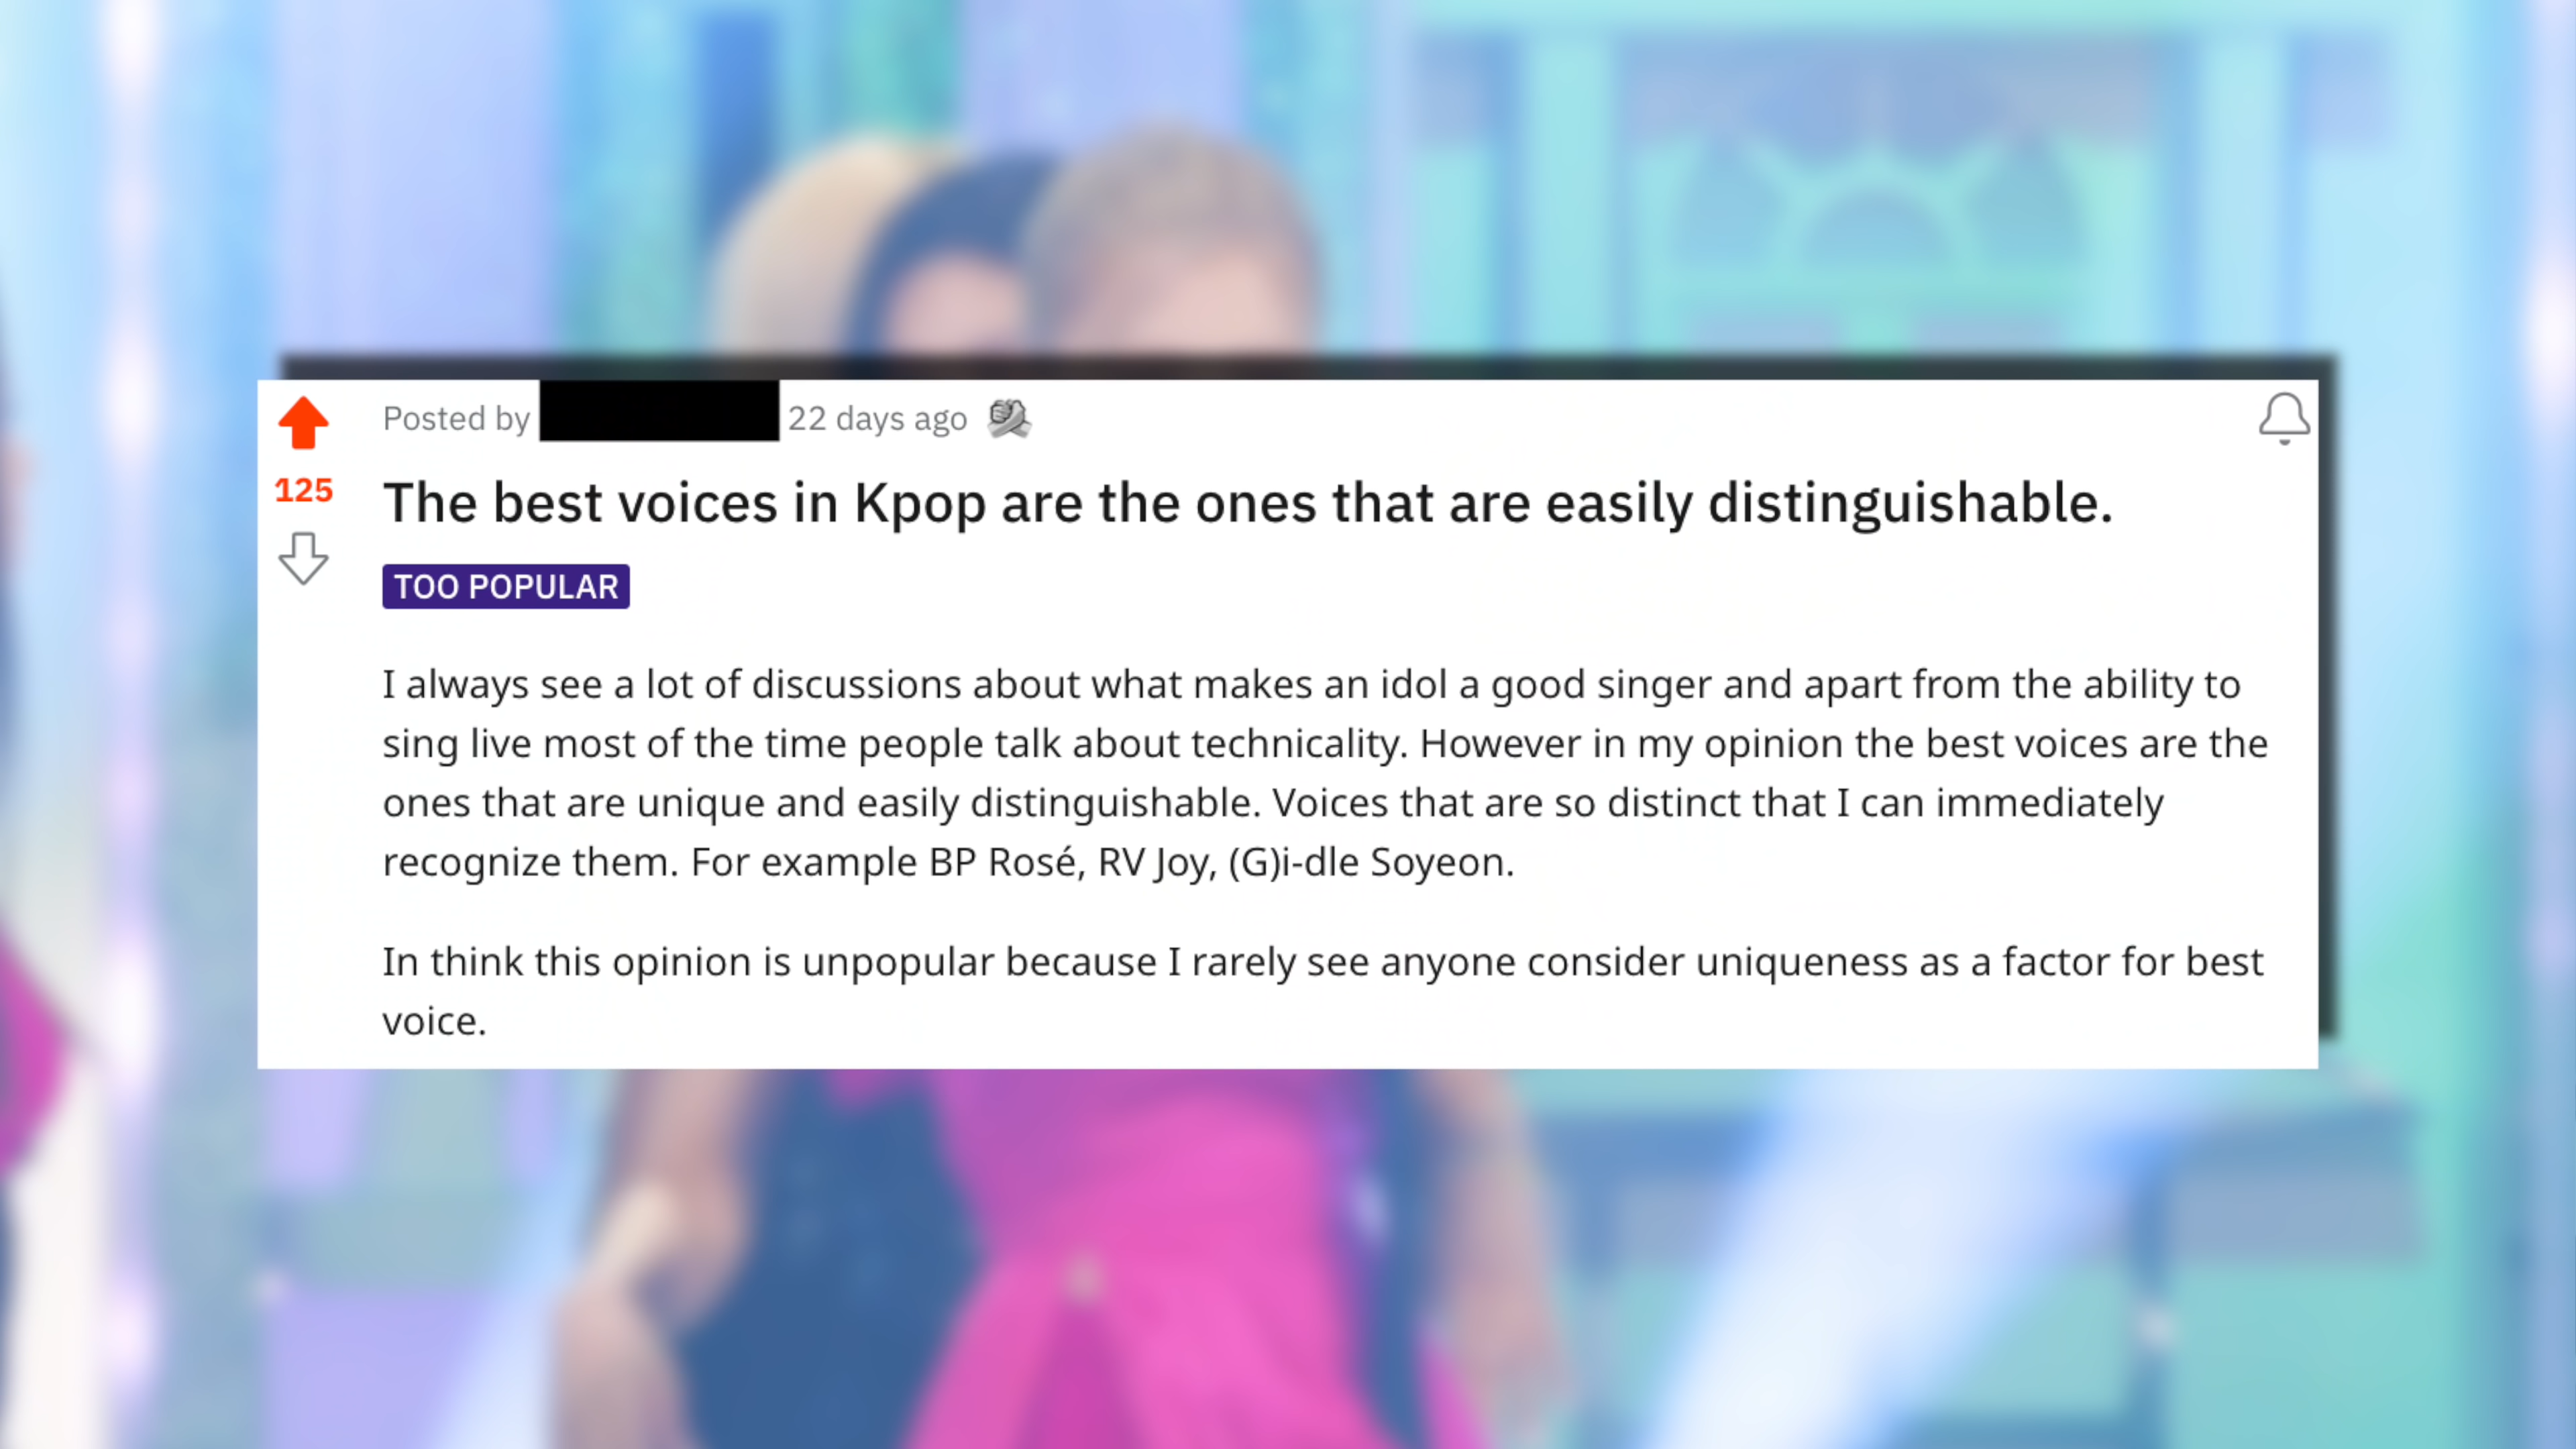 Posted by 22 days ago
125
The best voices in Kpop are the ones that are easily distinguishable.
TOO POPULAR
I always see a lot of discussions about what makes an idol a good singer and apart from the ability to
sing live most of the time people talk about technicality. However in my opinion the best voices are the
ones that are unique and easily distinguishable. Voices that are so distinct that I can immediately
recognize them. For example BP Rosé, RV Joy, (G)i-dle Soyeon.
In think this opinion is unpopular because I rarely see anyone consider uniqueness as a factor for best
voice.